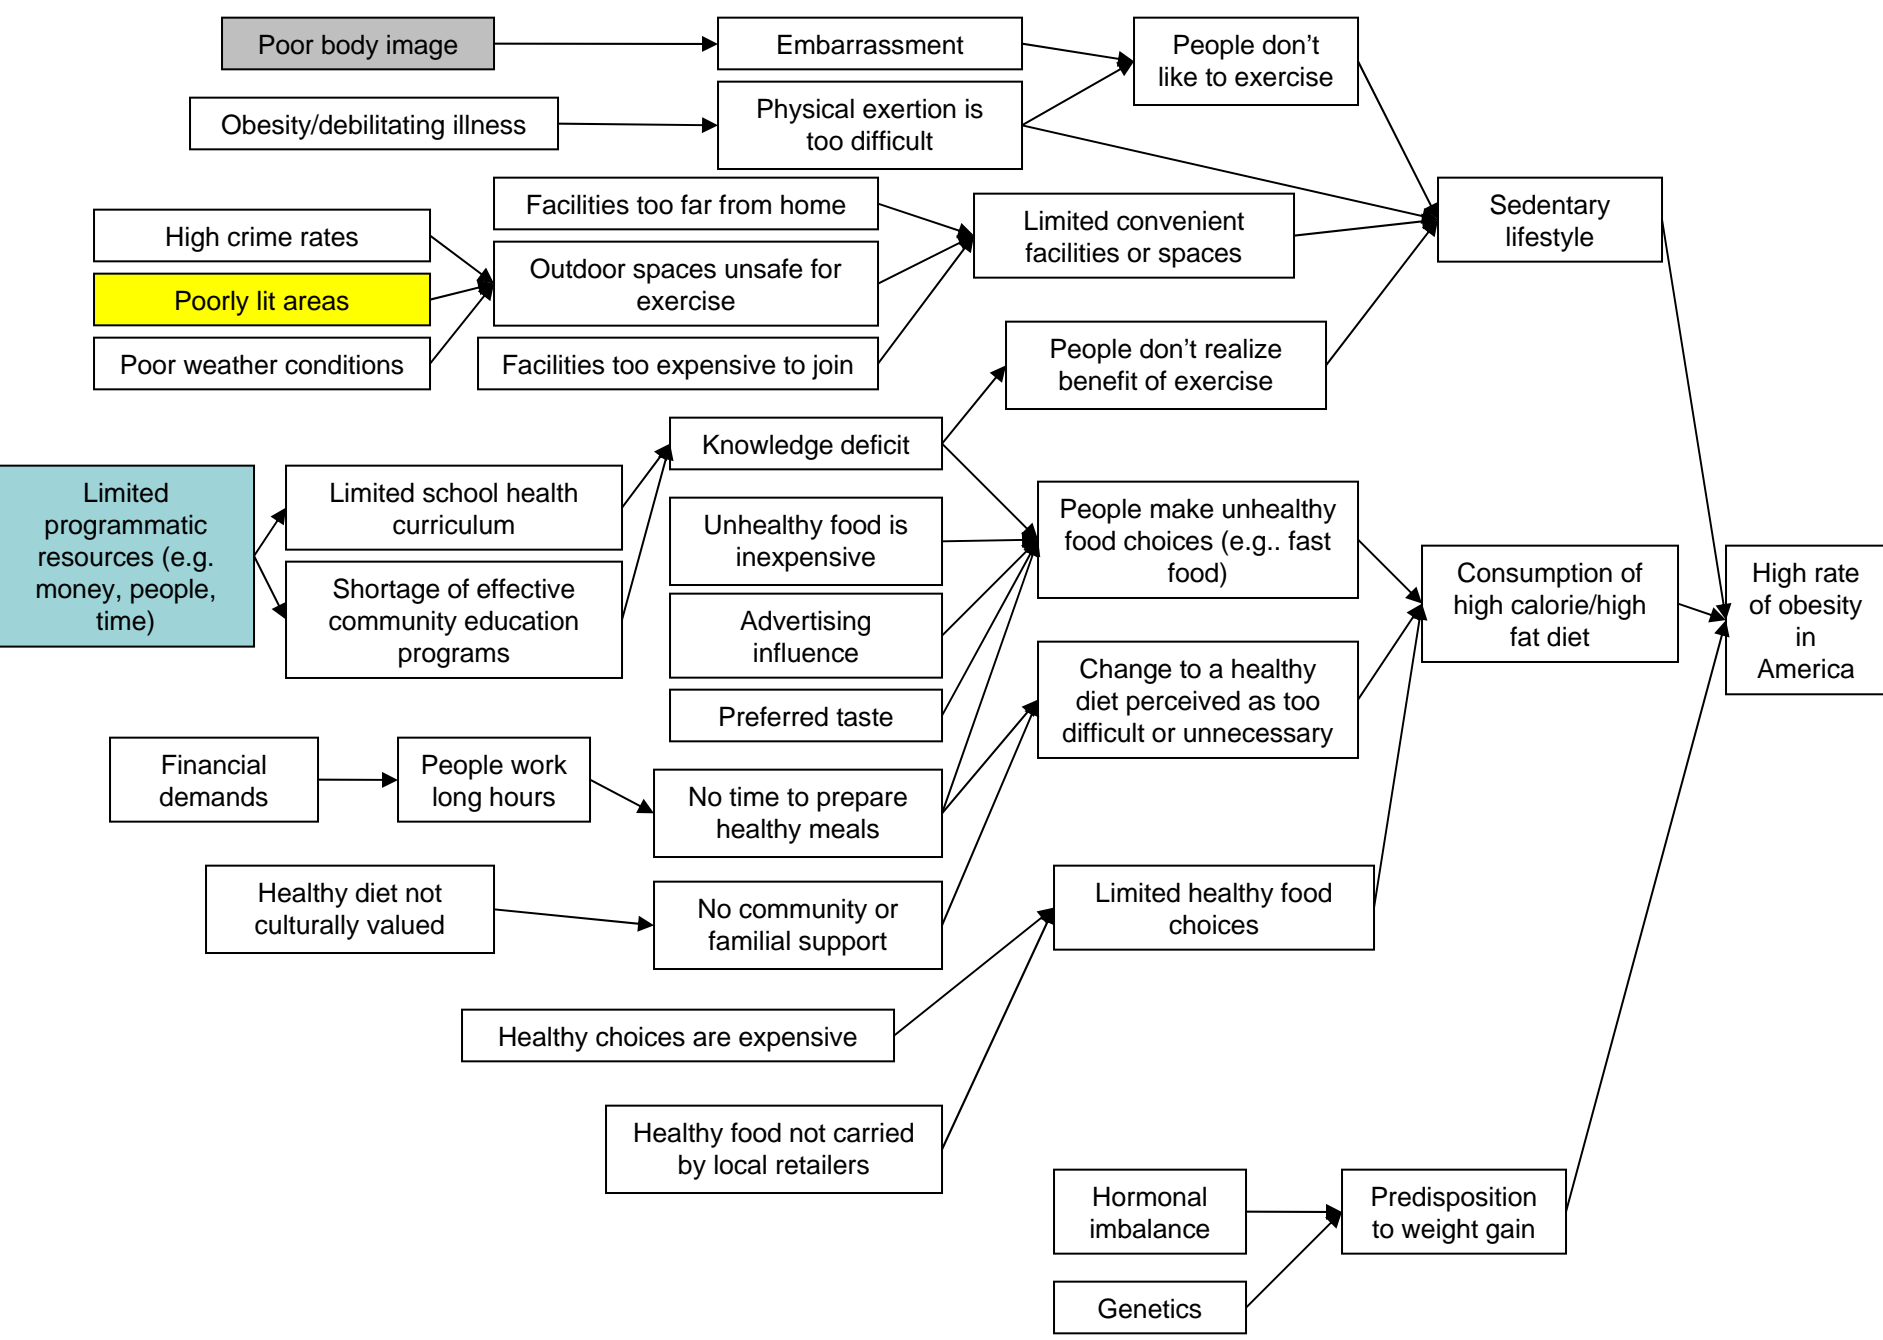 Poor body image
Embarrassment
People don't
like to exercise
Obesity/debilitating illness
Physical exertion is
too difficult
Facilities too far from home
High crime rates
Outdoor spaces unsafe for
exercise
Limited convenient
facilities or spaces
Sedentary
lifestyle
Poorly lit areas
Poor weather conditions
Facilities too expensive to join
People don't realize
benefit of exercise
Knowledge deficit
Limited
programmatic
resources (e.g.
money, people,
time)
Limited school health
curriculum
Shortage of effective
community education
programs
Unhealthy food is
inexpensive
Advertising
influence
Preferred taste
People make unhealthy
food choices (e.g.. fast
food)
Change to a healthy
diet perceived as too
difficult or unnecessary
Consumption of
high calorie/high
fat diet
High rate
of obesity
in
America
Financial
demands
People work
long hours
No time to prepare
healthy meals
Healthy diet not
culturally valued
No community or
familial support
Limited healthy food
choices
Healthy choices are expensive
Healthy food not carried
by local retailers
Hormonal
imbalance
Predisposition
to weight gain
Genetics